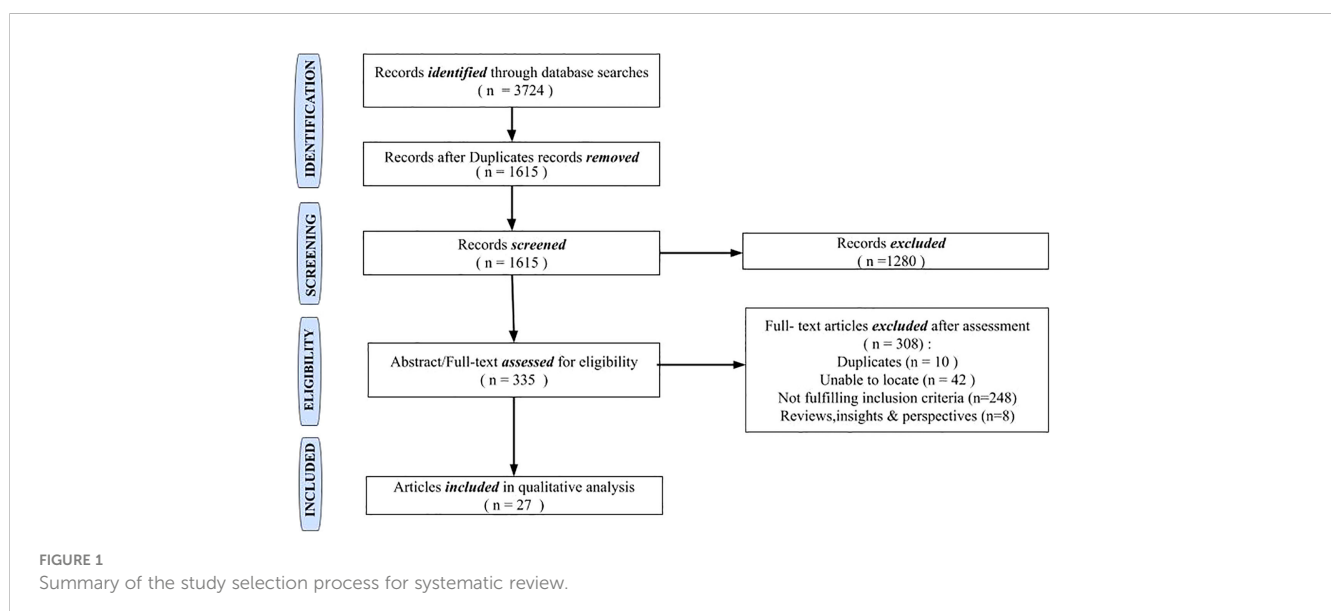 IDENTIFICATION
Records identified through database searches
( n = 3724 )
Records after Duplicates records removed
( n = 1615 )
SCREENING
Records screened
( n = 1615 )
Records excluded
( n =1280 )
ELIGIBILITY
Abstract/Full-text assessed for eligibility
( n = 335 )
Full- text articles excluded after assessment
( n = 308) :
Duplicates (n = 10 )
Unable to locate (n = 42 )
Not fulfilling inclusion criteria (n=248)
Reviews,insights & perspectives (n=8)
INCLUDED
Articles included in qualitative analysis
( n = 27 )
FIGURE 1
Summary of the study selection process for systematic review.